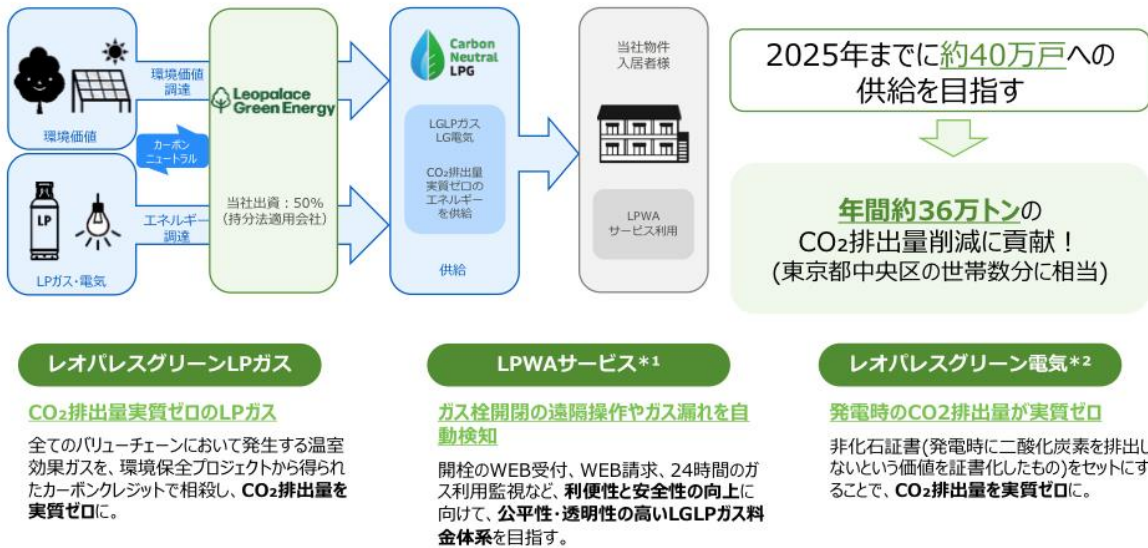 環境価値
環境価値
調達
カーボン
ニュートラル
LP
LPガス・電気
エネルギー
調達
Leopalace
Green Energy
当社出資：50%
(持分法適用会社)
Carbon
Neutral
LPG
LGLPガス
LG電気
CO₂排出量
実質ゼロの
エネルギー
を供給
供給
当社物件
入居者様
LPWA
サービス利用
2025年までに約40万戸への
供給を目指す
年間約36万トンの
CO₂排出量削減に貢献！
(東京都中央区の世帯数分に相当)
レオパレスグリーンLPガス
CO₂排出量実質ゼロのLPガス
全てのバリューチェーンにおいて発生する温室
効果ガスを、環境保全プロジェクトから得られ
たカーボンクレジットで相殺し、CO₂排出量を
実質ゼロに。
LPWAサービス*¹
ガス栓開閉の遠隔操作やガス漏れを自
動検知
開栓のWEB受付、WEB請求、24時間のガ
ス利用監視など、利便性と安全性の向上に
向けて、公平性・透明性の高いLGLPガス料
金体系を目指す。
レオパレスグリーン電気*²
発電時のCO2排出量が実質ゼロ
非化石証書(発電時に二酸化炭素を排出し
ないという価値を証書化したもの)をセットにす
ることで、CO₂排出量を実質ゼロに。